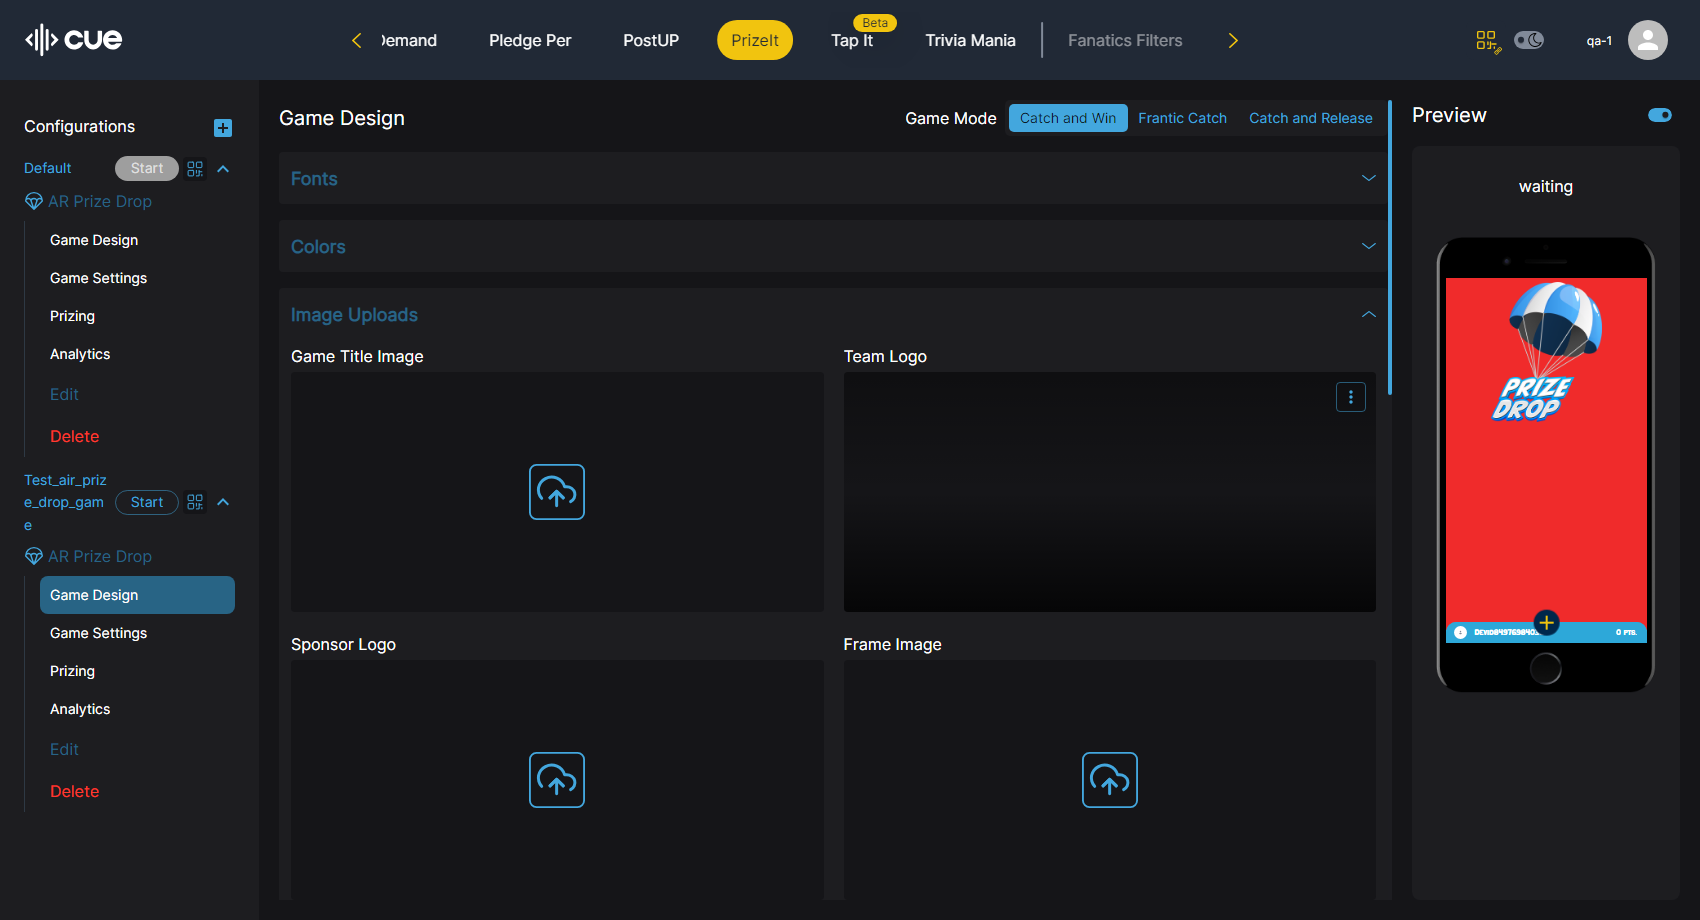 cue
Demand
Pledge Per
PostUP
PrizeIt
Beta
Tap It
Trivia Mania
Fanatics Filters
qa-1
Configurations
Default
Start
AR Prize Drop
Game Design
Game Settings
Prizing
Analytics
Edit
Delete
Test_air_priz
e_drop_gam
e
Start
AR Prize Drop
Game Design
Game Settings
Prizing
Analytics
Edit
Delete
Game Design
Game Mode
Catch and Win
Frantic Catch
Catch and Release
Fonts
Colors
Image Uploads
Game Title Image
Team Logo
Sponsor Logo
Frame Image
Preview
waiting
PRIZE
DROP
0 PTS.